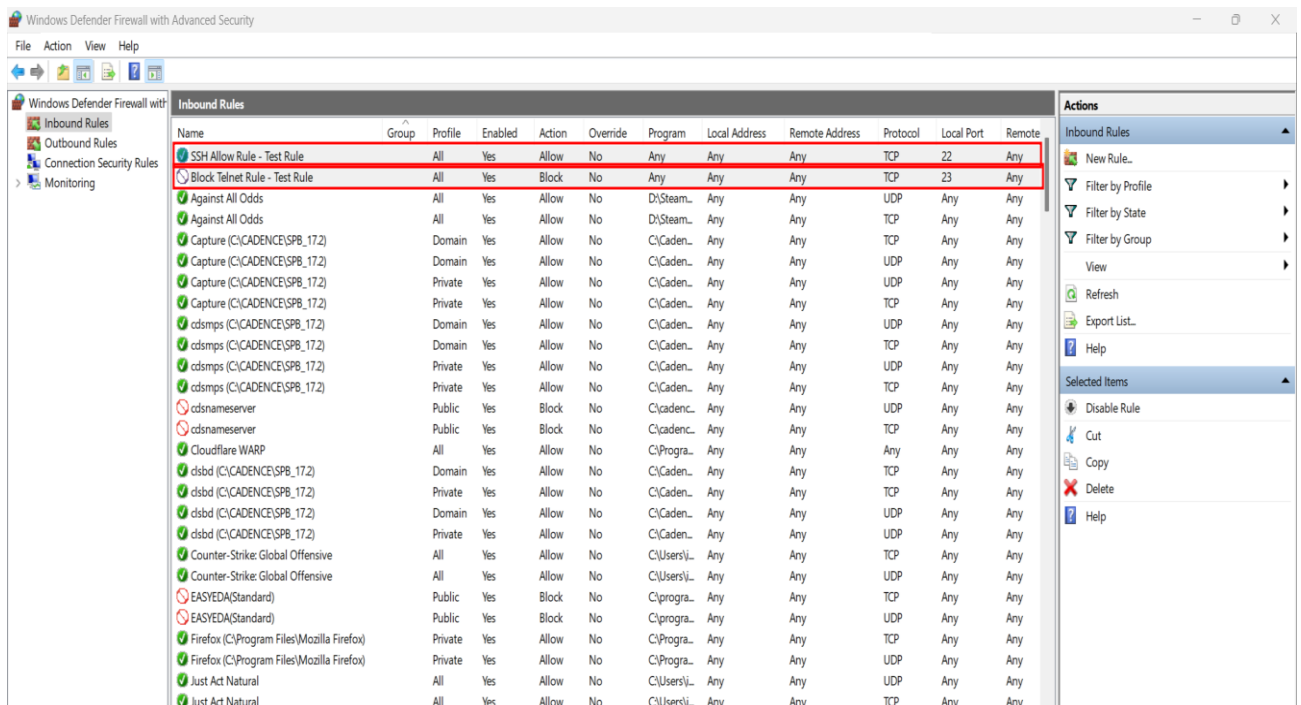 Windows Defender Firewall with Advanced Security
File Action View Help
Windows Defender Firewall with
Inbound Rules
Outbound Rules
Connection Security Rules
Monitoring
Inbound Rules
Name Group Profile Enabled Action Override Program Local Address Remote Address Protocol Local Port Remote
SSH Allow Rule - Test Rule All Yes Allow No Any Any Any TCP 22 Any
Block Telnet Rule - Test Rule All Yes Block No Any Any Any TCP 23 Any
Against All Odds All Yes Allow No D:\Steam... Any Any UDP Any Any
Against All Odds All Yes Allow No D:\Steam... Any Any TCP Any Any
Capture (C:\CADENCE\SPB_17.2) Domain Yes Allow No C:\Caden... Any Any TCP Any Any
Capture (C:\CADENCE\SPB_17.2) Domain Yes Allow No C:\Caden... Any Any UDP Any Any
Capture (C:\CADENCE\SPB_17.2) Private Yes Allow No C:\Caden... Any Any UDP Any Any
Capture (C:\CADENCE\SPB_17.2) Private Yes Allow No C:\Caden... Any Any TCP Any Any
cdsmps (C:\CADENCE\SPB_17.2) Domain Yes Allow No C:\Caden... Any Any UDP Any Any
cdsmps (C:\CADENCE\SPB_17.2) Domain Yes Allow No C:\Caden... Any Any TCP Any Any
cdsmps (C:\CADENCE\SPB_17.2) Private Yes Allow No C:\Caden... Any Any UDP Any Any
cdsmps (C:\CADENCE\SPB_17.2) Private Yes Allow No C:\Caden... Any Any TCP Any Any
cdsnameserver Public Yes Block No C:\cadenc... Any Any UDP Any Any
cdsnameserver Public Yes Block No C:\cadenc... Any Any TCP Any Any
Cloudflare WARP All Yes Allow No C:\Progra... Any Any Any Any Any
clsbd (C:\CADENCE\SPB_17.2) Domain Yes Allow No C:\Caden... Any Any TCP Any Any
clsbd (C:\CADENCE\SPB_17.2) Private Yes Allow No C:\Caden... Any Any TCP Any Any
clsbd (C:\CADENCE\SPB_17.2) Domain Yes Allow No C:\Caden... Any Any UDP Any Any
clsbd (C:\CADENCE\SPB_17.2) Private Yes Allow No C:\Caden... Any Any UDP Any Any
Counter-Strike: Global Offensive All Yes Allow No C:\Users\i... Any Any TCP Any Any
Counter-Strike: Global Offensive All Yes Allow No C:\Users\i... Any Any UDP Any Any
EASYEDA(Standard) Public Yes Block No C:\progra... Any Any TCP Any Any
EASYEDA(Standard) Public Yes Block No C:\progra... Any Any UDP Any Any
Firefox (C:\Program Files\Mozilla Firefox) Private Yes Allow No C:\Progra... Any Any TCP Any Any
Firefox (C:\Program Files\Mozilla Firefox) Private Yes Allow No C:\Progra... Any Any UDP Any Any
Just Act Natural All Yes Allow No C:\Users\i... Any Any UDP Any Any
Just Act Natural All Yes Allow No C:\Users\i... Any Any TCP Any Any
Actions
Inbound Rules
New Rule...
Filter by Profile
Filter by State
Filter by Group
View
Refresh
Export List...
Help
Selected Items
Disable Rule
Cut
Copy
Delete
Help